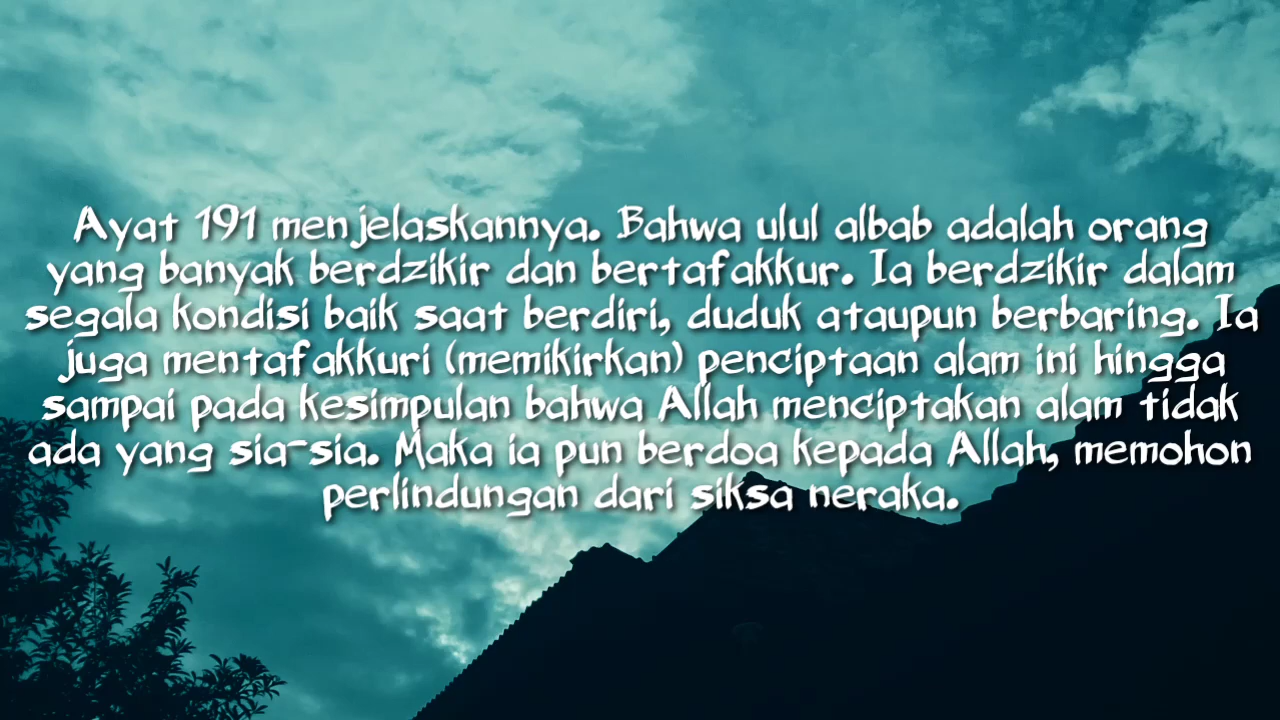 Ayat 191 menjelaskannya. Bahwa ulul albab adalah orang
yang banyak berdzikir dan bertafakkur. Ia berdzikir dalam
segala kondisi baik saat berdiri, duduk ataupun berbaring. Ia
juga mentafakkuri (memikirkan) penciptaan alam ini hingga
sampai pada kesimpulan bahwa Allah menciptakan alam tidak
ada yang sia-sia. Maka ia pun berdoa kepada Allah, memohon
perlindungan dari siksa neraka.